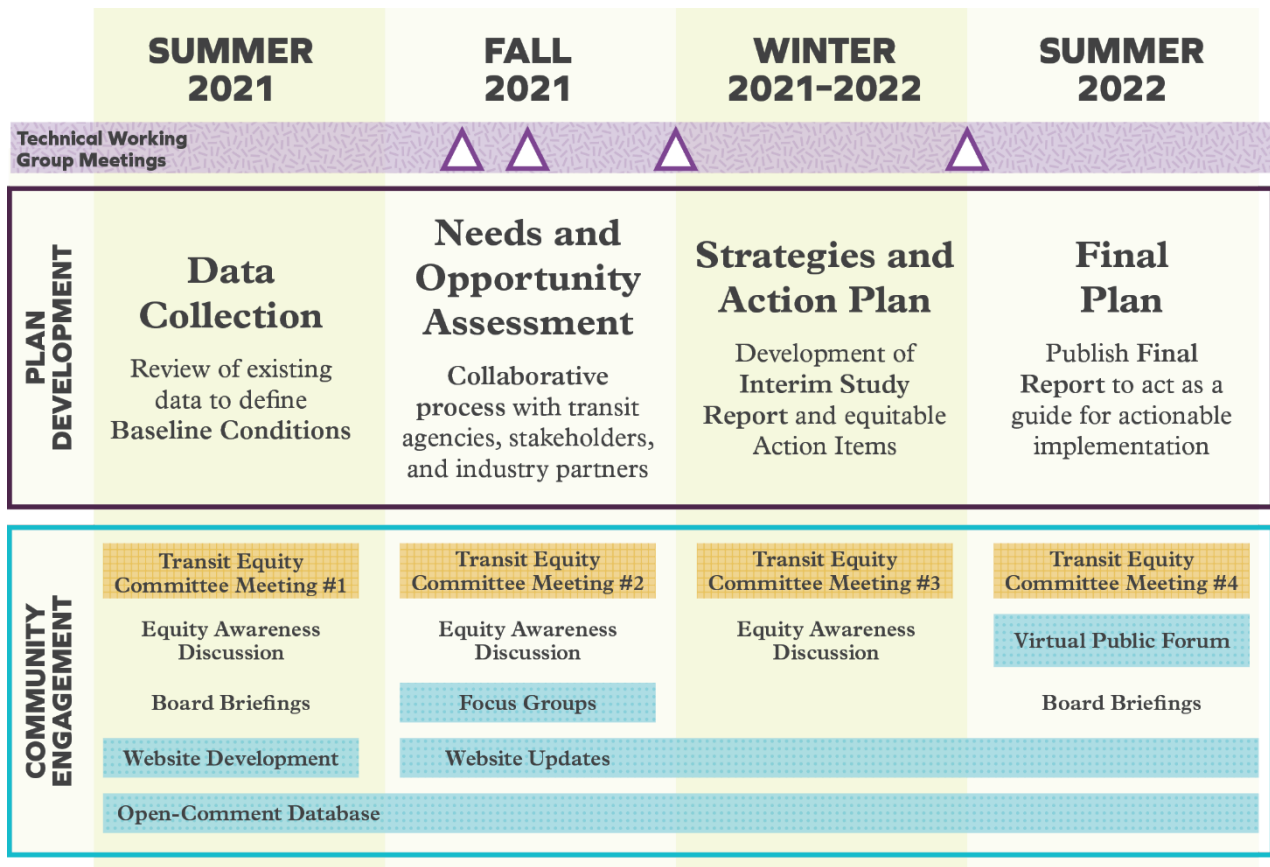 SUMMER
2021
FALL
2021
WINTER
2021–2022
SUMMER
2022
Technical Working
Group Meetings
PLAN
DEVELOPMENT
Data
Collection
Review of existing
data to define
Baseline Conditions
Needs and
Opportunity
Assessment
Collaborative
process with transit
agencies, stakeholders,
and industry partners
Strategies and
Action Plan
Development of
Interim Study
Report and equitable
Action Items
Final
Plan
Publish Final
Report to act as a
guide for actionable
implementation
COMMUNITY
ENGAGEMENT
Transit Equity
Committee Meeting #1
Equity Awareness
Discussion
Board Briefings
Website Development
Transit Equity
Committee Meeting #2
Equity Awareness
Discussion
Focus Groups
Website Updates
Transit Equity
Committee Meeting #3
Equity Awareness
Discussion
Transit Equity
Committee Meeting #4
Virtual Public Forum
Board Briefings
Open-Comment Database